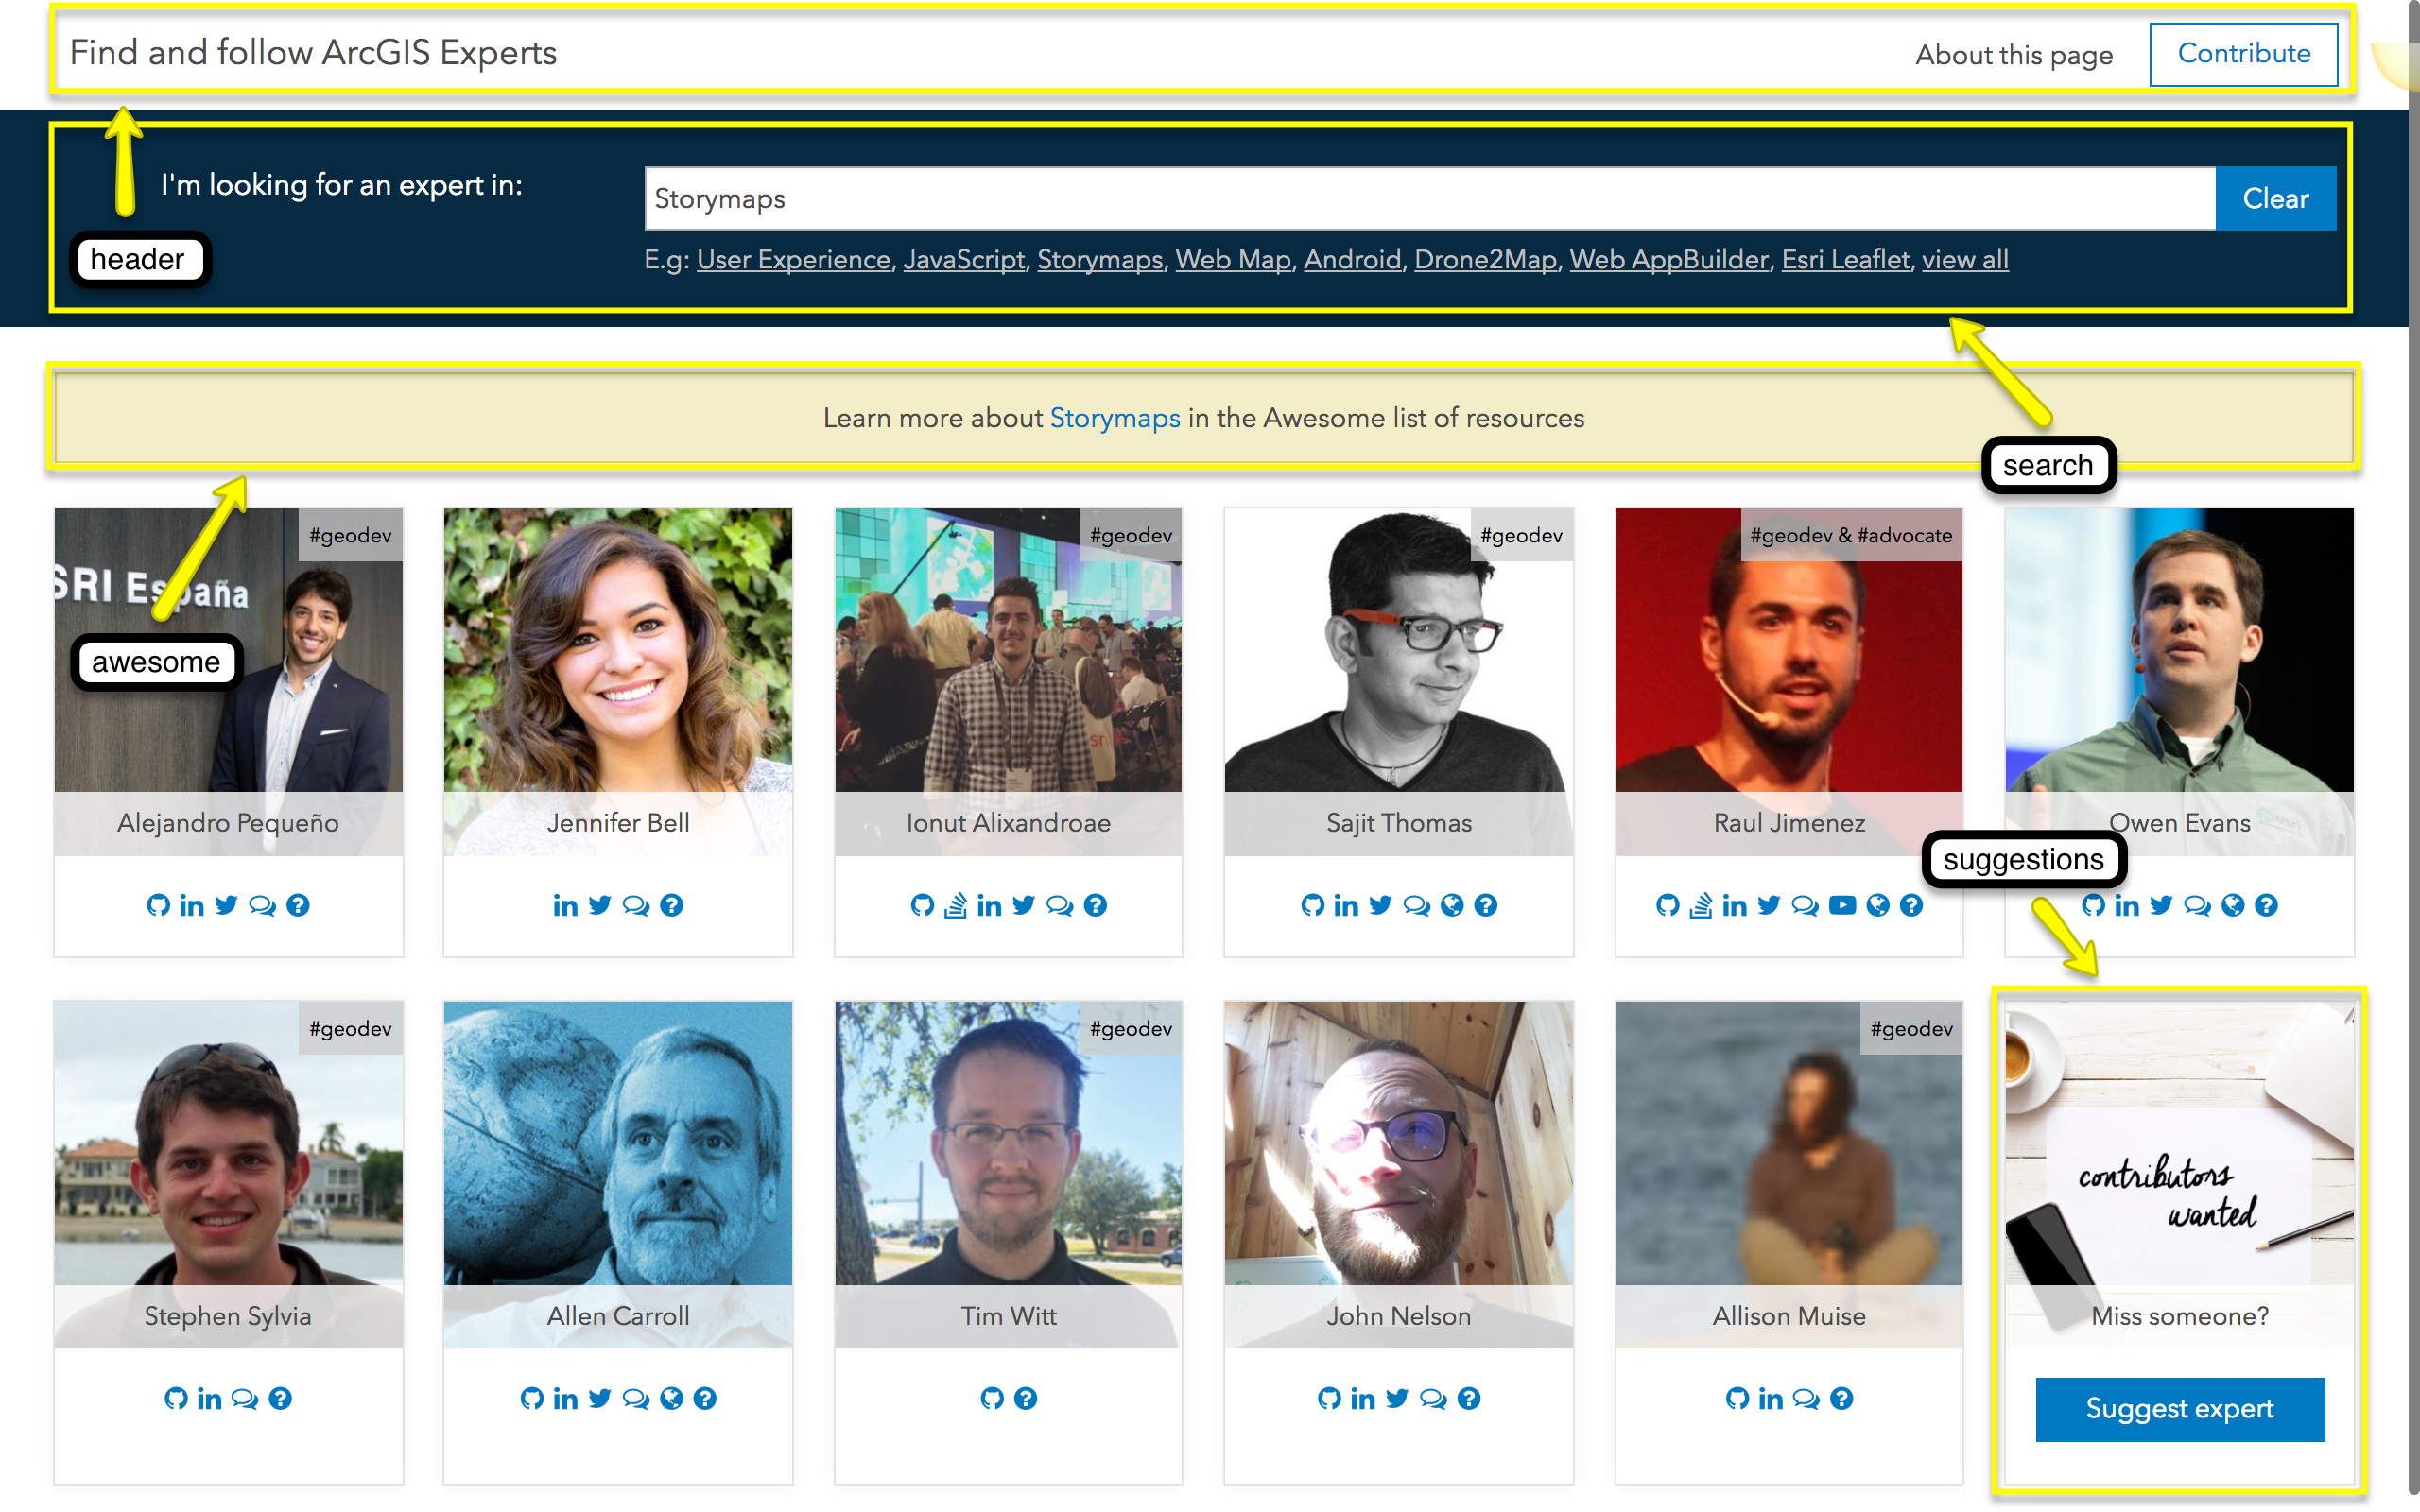 Find and follow ArcGIS Experts
About this page
Contribute
I'm looking for an expert in:
Storymaps
Clear
header
E.g: User Experience, JavaScript, Storymaps, Web Map, Android, Drone2Map, Web AppBuilder, Esri Leaflet, view all
Learn more about Storymaps in the Awesome list of resources
search
#geodev
#geodev
#geodev
#geodev & #advocate
SRI España
awesome
Alejandro Pequeño
Jennifer Bell
Ionut Alixandroae
Sajit Thomas
Raul Jimenez
Owen Evans
suggestions
#geodev
#geodev
#geodev
contributors
wanted
Stephen Sylvia
Allen Carroll
Tim Witt
John Nelson
Allison Muise
Miss someone?
Suggest expert